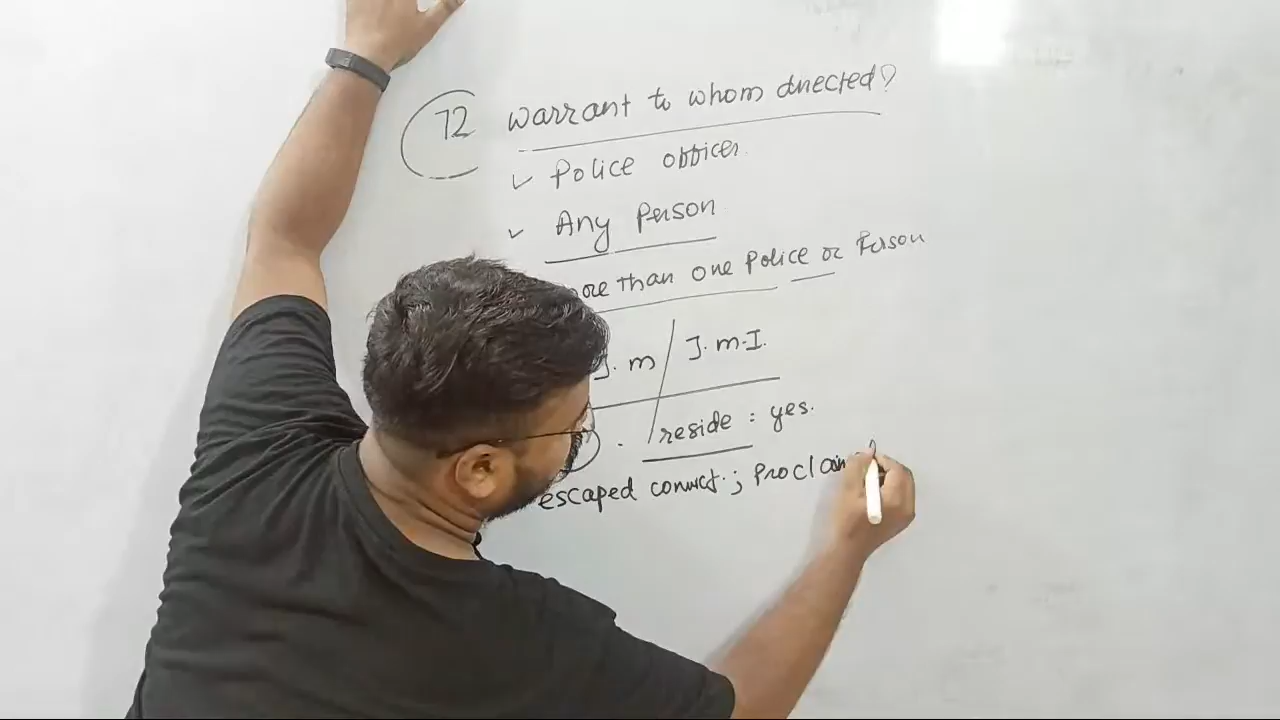 72 Warrant to whom directed?
✓ Police officer.
✓ Any Person
more than one Police or Person
J. m / J. m. I.
reside : yes.
escaped convict. ; Proclaim